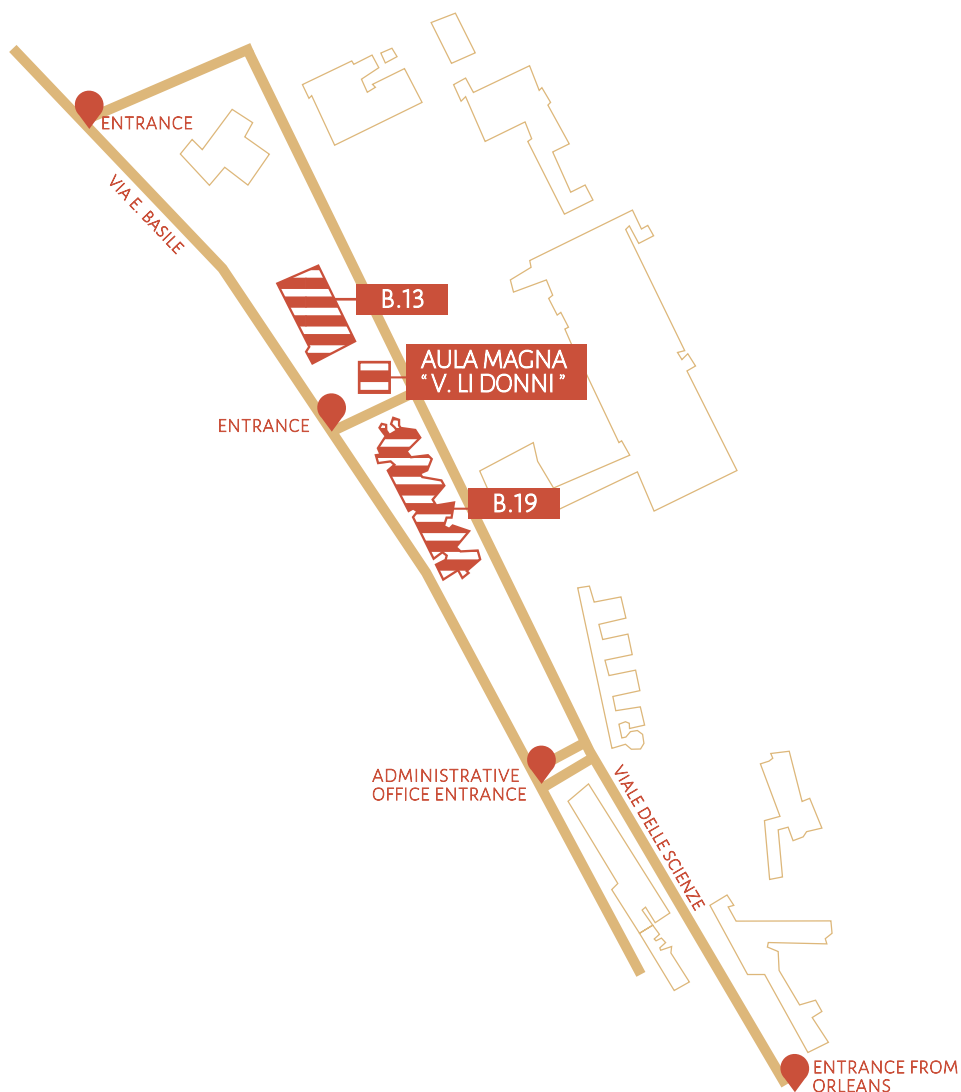 ENTRANCE
VIA E. BASILE
B.13
AULA MAGNA
“ V. LI DONNI ”
ENTRANCE
B.19
ADMINISTRATIVE
OFFICE ENTRANCE
VIALE DELLE SCIENZE
ENTRANCE FROM
ORLEANS